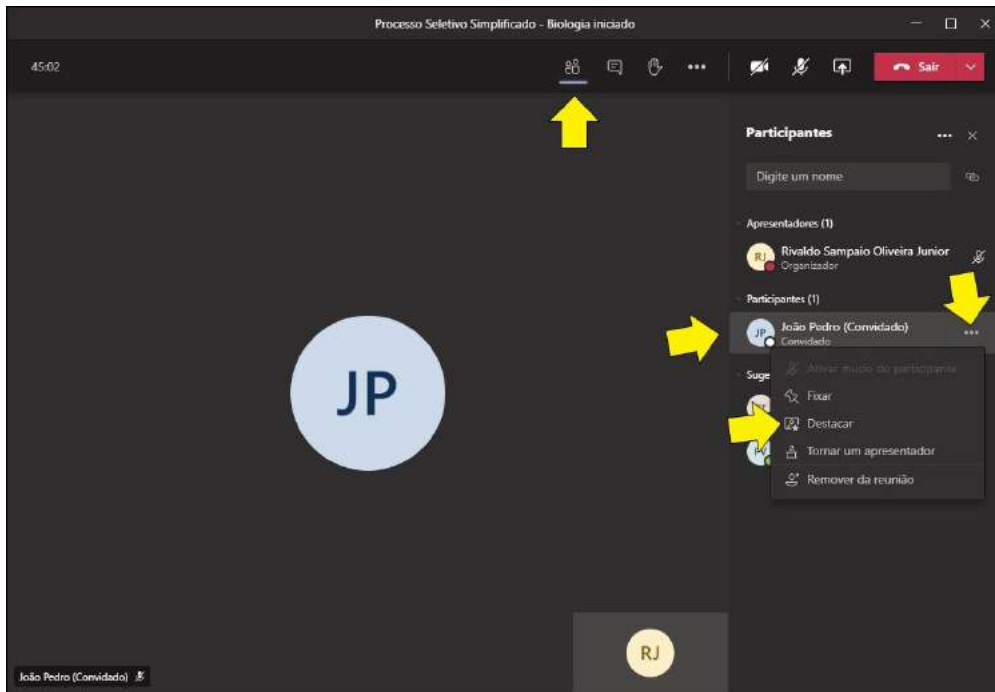 Processo Seletivo Simplificado - Biologia iniciado
45:02
Sair
Participantes
Digite um nome
Apresentadores (1)
RJ
Rivaldo Sampaio Oliveira Junior
Organizador
Participantes (1)
JP
João Pedro (Convidado)
Convidado
Ativar mudo do participante
Suge
Fixar
Destacar
Tornar um apresentador
Remover da reunião
JP
RJ
João Pedro (Convidado)